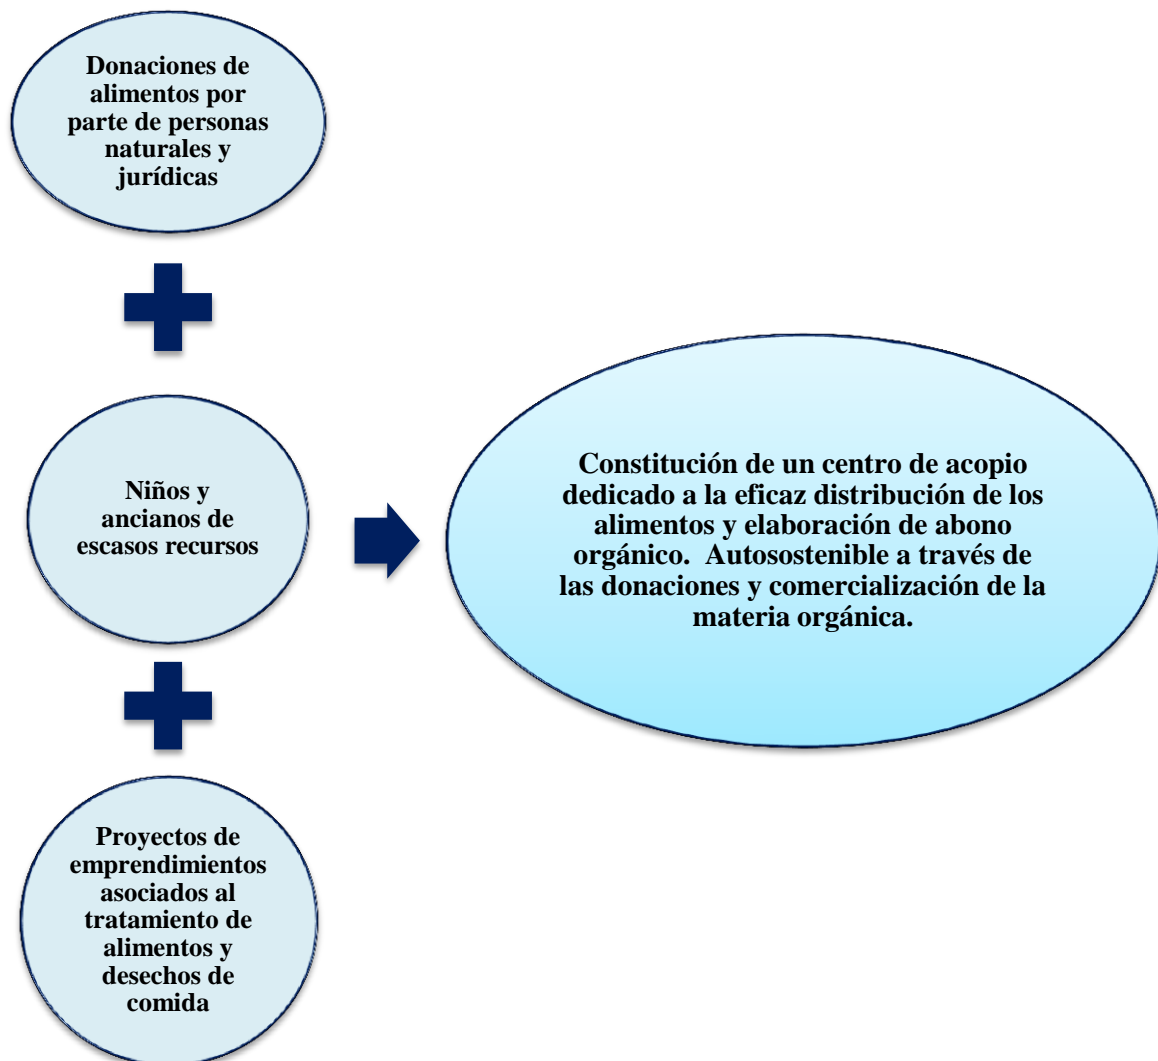 Donaciones de
alimentos por
parte de personas
naturales y
jurídicas
Niños y
ancianos de
escasos recursos
Proyectos de
emprendimientos
asociados al
tratamiento de
alimentos y
desechos de
comida
Constitución de un centro de acopio
dedicado a la eficaz distribución de los
alimentos y elaboración de abono
orgánico.  Autosostenible a través de
las donaciones y comercialización de la
materia orgánica.